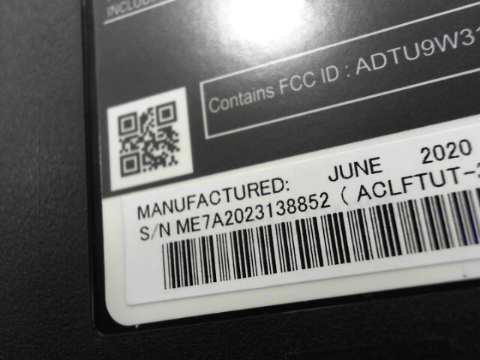 Contains FCC ID : ADTU9W31
MANUFACTURED: JUNE 2020
S/N ME7A2023138852 ( ACLFTUT-